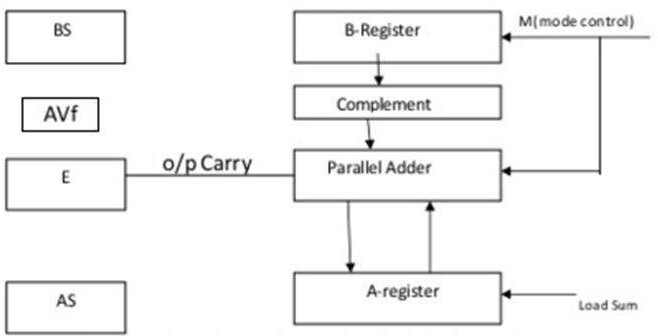 BS
B-Register
M(mode control)
AVf
Complement
E
o/p Carry
Parallel Adder
AS
A-register
Load Sum